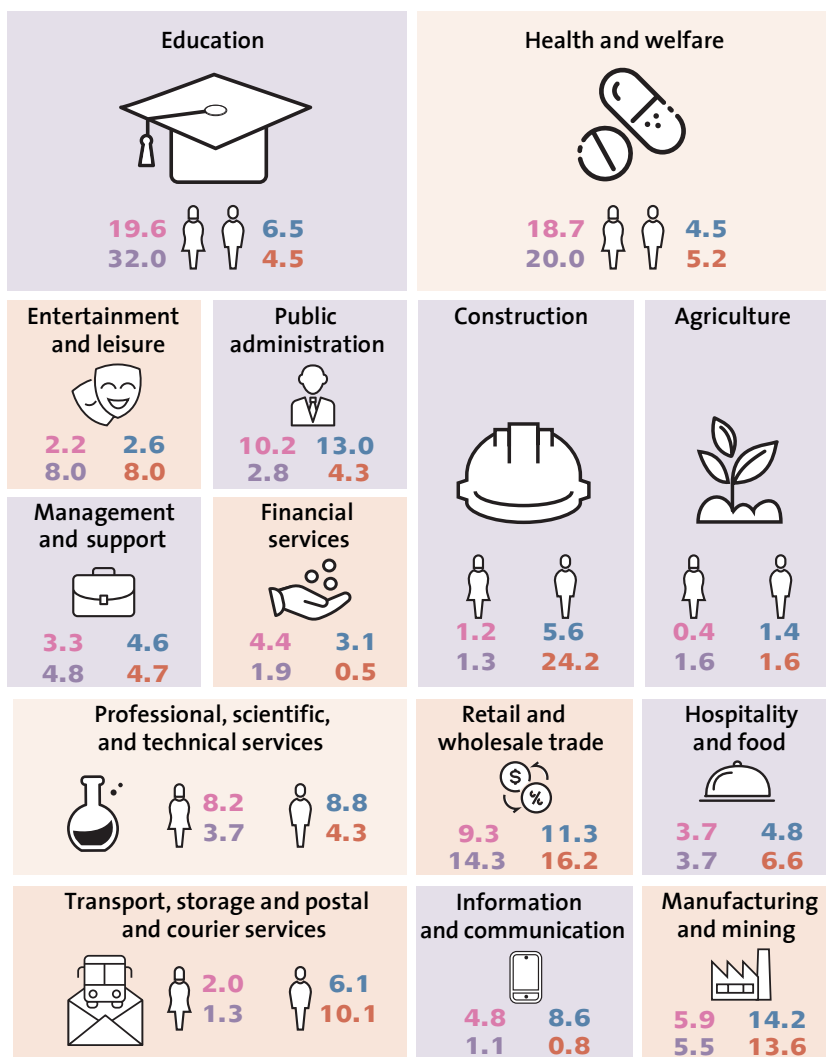 Education
19.6 6.5
32.0 4.5
Health and welfare
18.7 4.5
20.0 5.2
Entertainment
and leisure
2.2 2.6
8.0 8.0
Public
administration
10.2 13.0
2.8 4.3
Construction
1.2 5.6
1.3 24.2
Agriculture
0.4 1.4
1.6 1.6
Management
and support
3.3 4.6
4.8 4.7
Financial
services
4.4 3.1
1.9 0.5
Professional, scientific,
and technical services
8.2 8.8
3.7 4.3
Retail and
wholesale trade
$ %
9.3 11.3
14.3 16.2
Hospitality
and food
3.7 4.8
3.7 6.6
Transport, storage and postal
and courier services
2.0 6.1
1.3 10.1
Information
and communication
4.8 8.6
1.1 0.8
Manufacturing
and mining
5.9 14.2
5.5 13.6